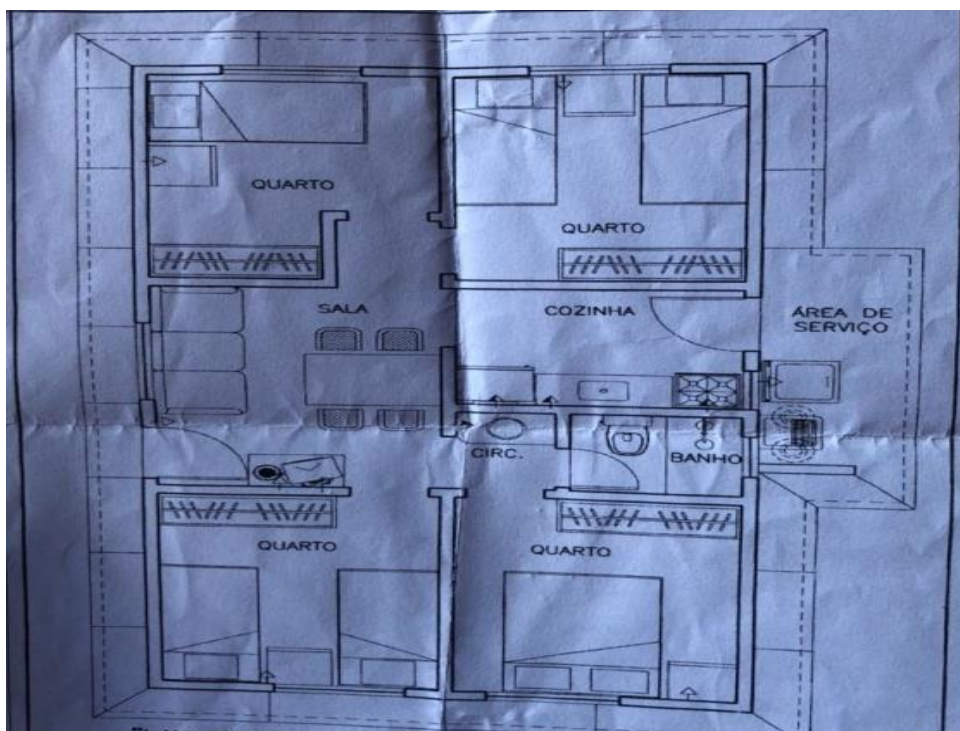 QUARTO
QUARTO
SALA
COZINHA
ÁREA DE
SERVIÇO
CIRC.
BANHO
QUARTO
QUARTO